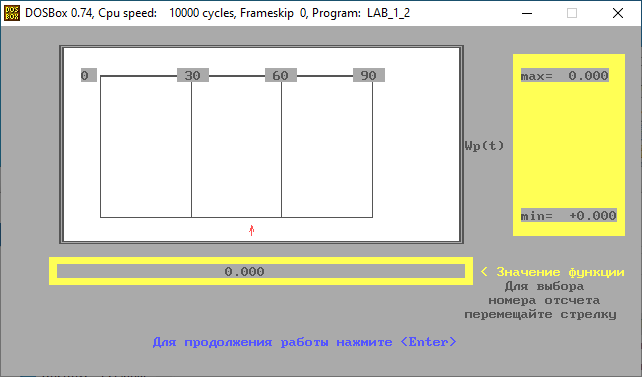 DOSBox 0.74, Cpu speed: 10000 cycles, Frameskip 0, Program: LAB_1_2
0 30 60 90
max= 0.000
Wp(t)
min= +0.000
0.000
< Значение функции
Для выбора
номера отсчета
перемещайте стрелку
Для продолжения работы нажмите <Enter>